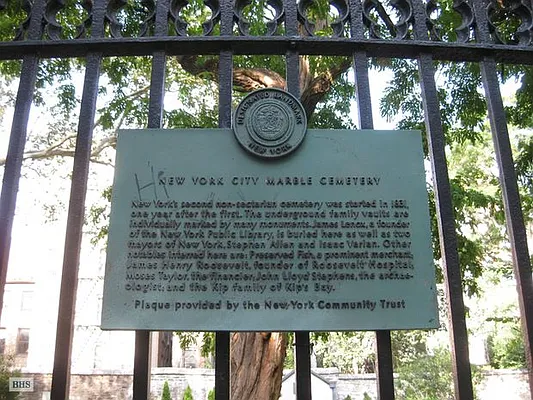 HISTORIC LANDMARKS
NEW YORK
NEW YORK CITY MARBLE CEMETERY
New York's second non-sectarian cemetery was started in 1831,
one year after the first. The underground family vaults are
individually marked by many monuments. James Lenox, a founder
of the New York Public Library, is buried here as well as two
mayors of New York, Stephen Allen and Isaac Varian. Other
notables interred here are: Preserved Fish, a prominent merchant;
James Henry Roosevelt, founder of Roosevelt Hospital;
Moses Taylor, the financier; John Lloyd Stephens, the archae-
ologist; and the Kip family of Kip's Bay.
Plaque provided by the New York Community Trust
BHS